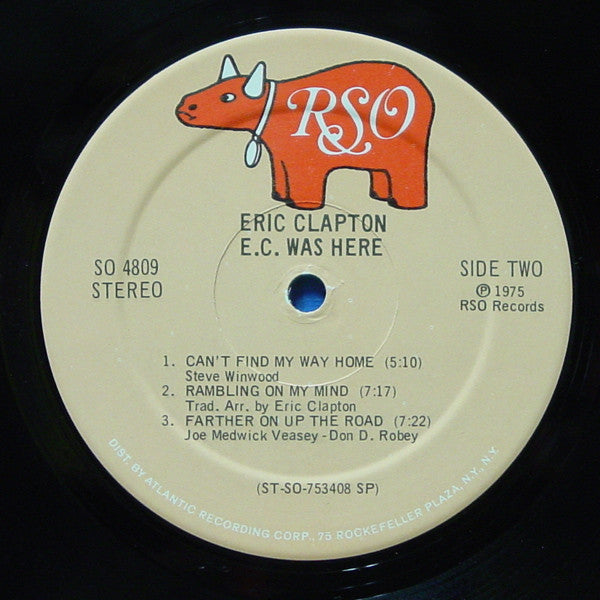 RSO
ERIC CLAPTON
E.C. WAS HERE
SO 4809
STEREO
SIDE TWO
Ⓟ 1975
RSO Records
1. CAN'T FIND MY WAY HOME (5:10)
Steve Winwood
2. RAMBLING ON MY MIND (7:17)
Trad. Arr. by Eric Clapton
3. FARTHER ON UP THE ROAD (7:22)
Joe Medwick Veasey - Don D. Robey
(ST-SO-753408 SP)
DIST. BY ATLANTIC RECORDING CORP., 75 ROCKEFELLER PLAZA, N.Y., N.Y.